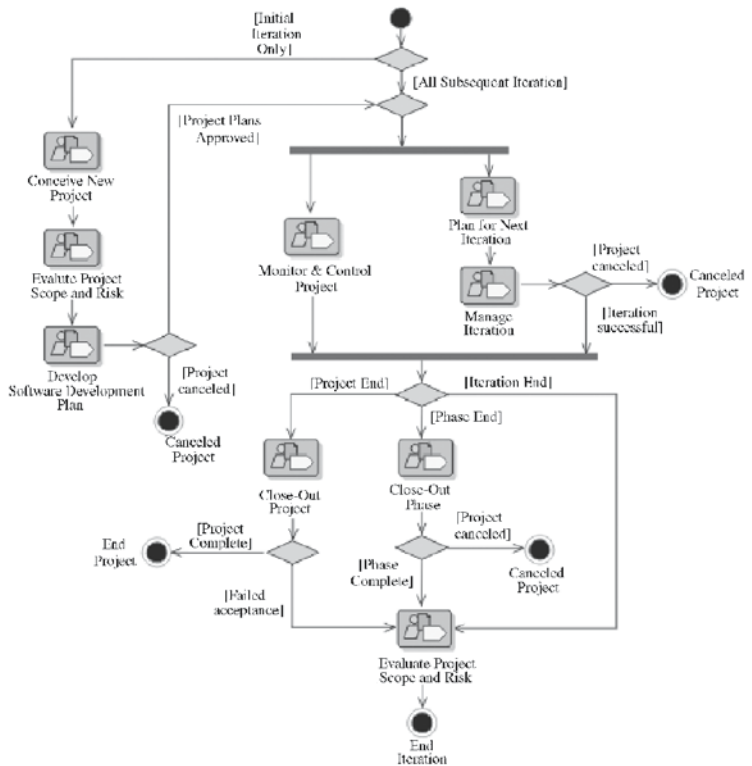 [Initial
Iteration
Only]
[All Subsequent Iteration]
[Project Plans
Approved]
Conceive New
Project
Plan for Next
Iteration
Evalute Project
Scope and Risk
Monitor & Control
Project
[Project
canceled]
Canceled
Project
Manage
Iteration
[Iteration
successful]
Develop
Software Development
Plan
[Project
canceled]
Canceled
Project
[Project End]
[Iteration End]
[Phase End]
Close-Out
Project
Close-Out
Phase
End
Project
[Project
Complete]
[Project
canceled]
Canceled
Project
[Phase
Complete]
[Failed
acceptance]
Evaluate Project
Scope and Risk
End
Iteration